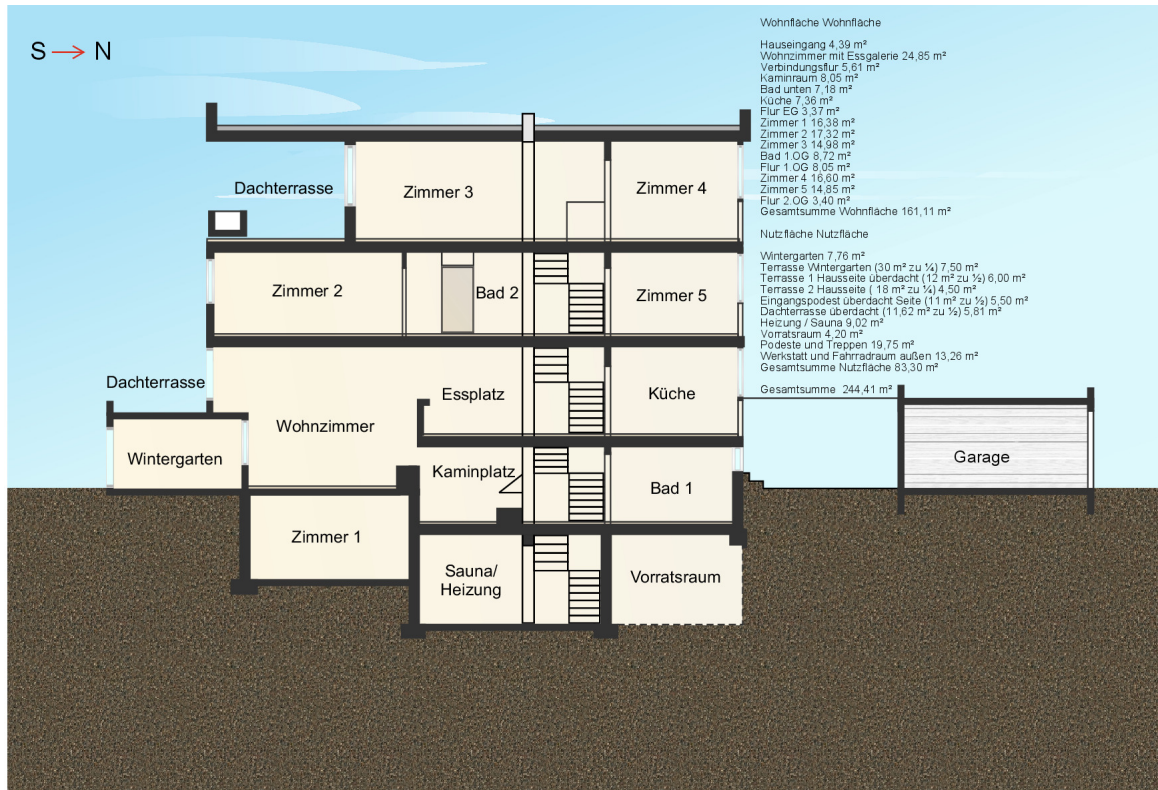 S → N
Wohnfläche Wohnfläche
Hauseingang 4,39 m²
Wohnzimmer mit Essgalerie 24,85 m²
Verbindungsflur 5,61 m²
Kaminraum 8,05 m²
Bad unten 7,18 m²
Küche 7,36 m²
Flur EG 3,37 m²
Zimmer 1 16,38 m²
Zimmer 2 17,32 m²
Zimmer 3 14,98 m²
Bad 1.OG 8,72 m²
Flur 1.OG 8,05 m²
Zimmer 4 16,60 m²
Zimmer 5 14,85 m²
Flur 2.OG 3,40 m²
Gesamtsumme Wohnfläche 161,11 m²
Nutzfläche Nutzfläche
Wintergarten 7,76 m²
Terrasse Wintergarten (30 m² zu ¼) 7,50 m²
Terrasse 1 Hausseite überdacht (12 m² zu ½) 6,00 m²
Terrasse 2 Hausseite ( 18 m² zu ¼) 4,50 m²
Eingangspodest überdacht Seite (11 m² zu ½) 5,50 m²
Dachterrasse überdacht (11,62 m² zu ½) 5,81 m²
Heizung / Sauna 9,02 m²
Vorratsraum 4,20 m²
Podeste und Treppen 19,75 m²
Werkstatt und Fahrradraum außen 13,26 m²
Gesamtsumme Nutzfläche 83,30 m²
Gesamtsumme 244,41 m²
Dachterrasse
Zimmer 3
Zimmer 4
Zimmer 2
Bad 2
Zimmer 5
Dachterrasse
Essplatz
Küche
Wohnzimmer
Wintergarten
Kaminplatz
Bad 1
Garage
Zimmer 1
Sauna/
Heizung
Vorratsraum